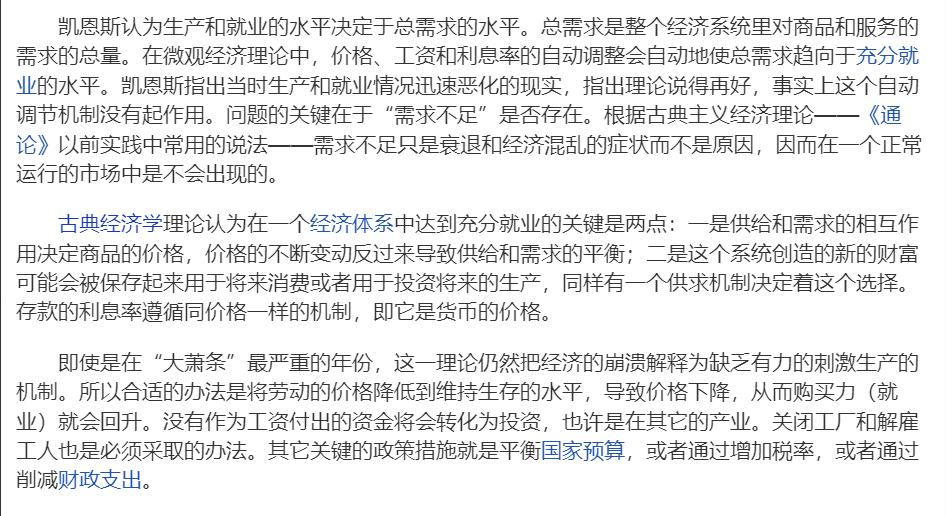 凯恩斯认为生产和就业的水平决定于总需求的水平。总需求是整个经济系统里对商品和服务的
需求的总量。在微观经济理论中，价格、工资和利息率的自动调整会自动地使总需求趋向于充分就
业的水平。凯恩斯指出当时生产和就业情况迅速恶化的现实，指出理论说得再好，事实上这个自动
调节机制没有起作用。问题的关键在于“需求不足”是否存在。根据古典主义经济理论——《通
论》以前实践中常用的说法——需求不足只是衰退和经济混乱的症状而不是原因，因而在一个正常
运行的市场中是不会出现的。
古典经济学理论认为在一个经济体系中达到充分就业的关键是两点：一是供给和需求的相互作
用决定商品的价格，价格的不断变动反过来导致供给和需求的平衡；二是这个系统创造的新的财富
可能会被保存起来用于将来消费或者用于投资将来的生产，同样有一个供求机制决定着这个选择。
存款的利息率遵循同价格一样的机制，即它是货币的价格。
即使是在“大萧条”最严重的年份，这一理论仍然把经济的崩溃解释为缺乏有力的刺激生产的
机制。所以合适的办法是将劳动的价格降低到维持生存的水平，导致价格下降，从而购买力（就
业）就会回升。没有作为工资付出的资金将会转化为投资，也许是在其它的产业。关闭工厂和解雇
工人也是必须采取的办法。其它关键的政策措施就是平衡国家预算，或者通过增加税率，或者通过
削减财政支出。